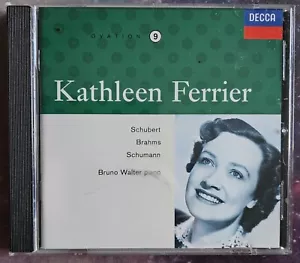 DECCA
ovation 9
Kathleen Ferrier
Schubert
Brahms
Schumann
Bruno Walter piano